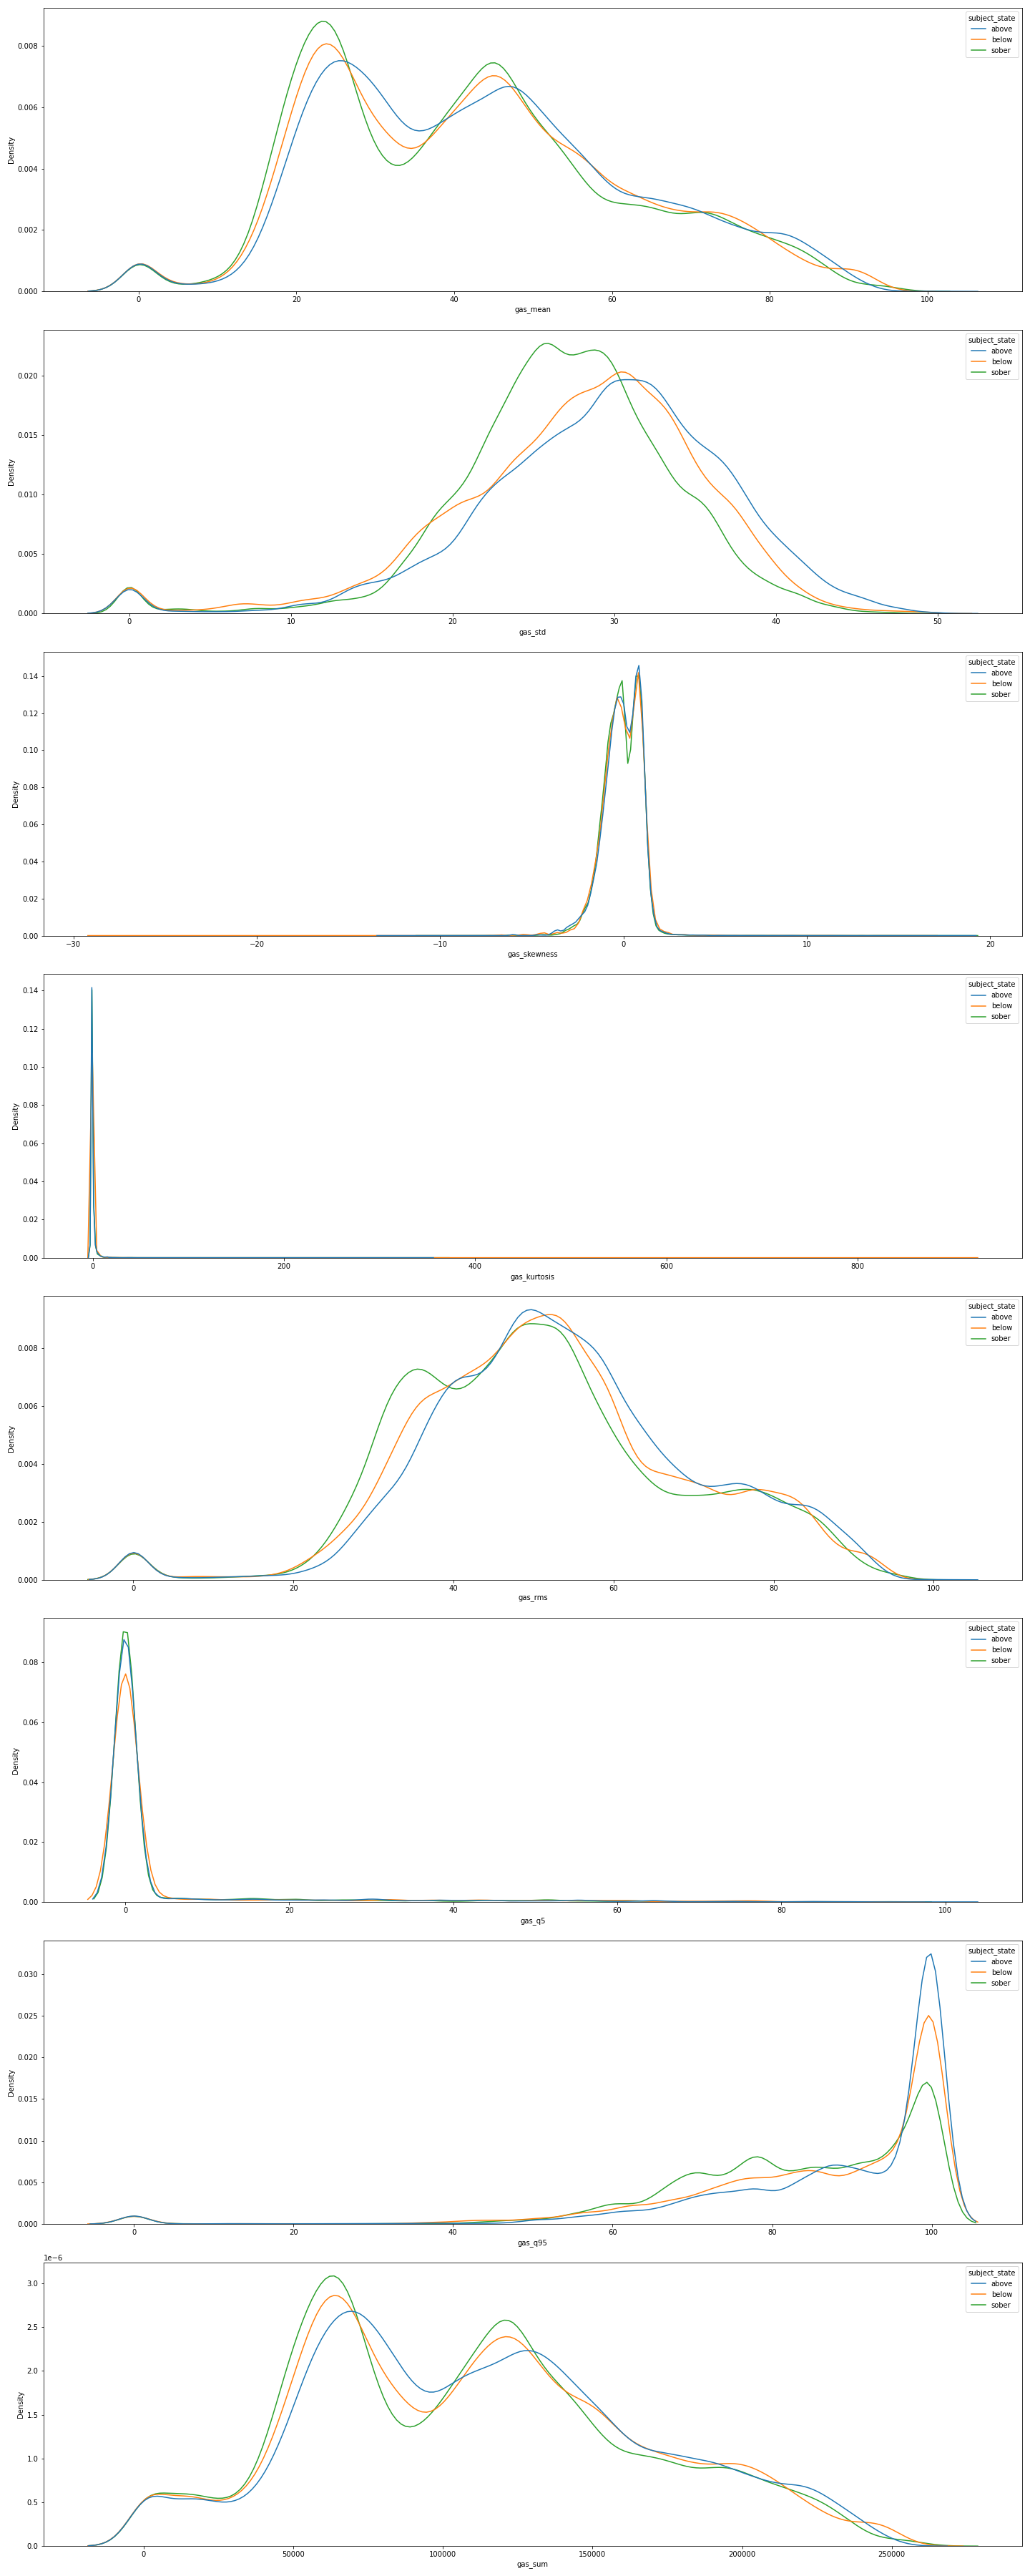 subject_state
above
below
sober
Density
0.008
0.006
0.004
0.002
0.000
0 20 40 60 80 100
gas_mean
subject_state
above
below
sober
Density
0.020
0.015
0.010
0.005
0.000
0 10 20 30 40 50
gas_std
subject_state
above
below
sober
Density
0.14
0.12
0.10
0.08
0.06
0.04
0.02
0.00
−30 −20 −10 0 10 20
gas_skewness
subject_state
above
below
sober
Density
0.14
0.12
0.10
0.08
0.06
0.04
0.02
0.00
0 200 400 600 800
gas_kurtosis
subject_state
above
below
sober
Density
0.008
0.006
0.004
0.002
0.000
0 20 40 60 80 100
gas_rms
subject_state
above
below
sober
Density
0.08
0.06
0.04
0.02
0.00
0 20 40 60 80 100
gas_q5
subject_state
above
below
sober
Density
0.030
0.025
0.020
0.015
0.010
0.005
0.000
0 20 40 60 80 100
gas_q95
1e−6
subject_state
above
below
sober
Density
3.0
2.5
2.0
1.5
1.0
0.5
0.0
0 50000 100000 150000 200000 250000
gas_sum